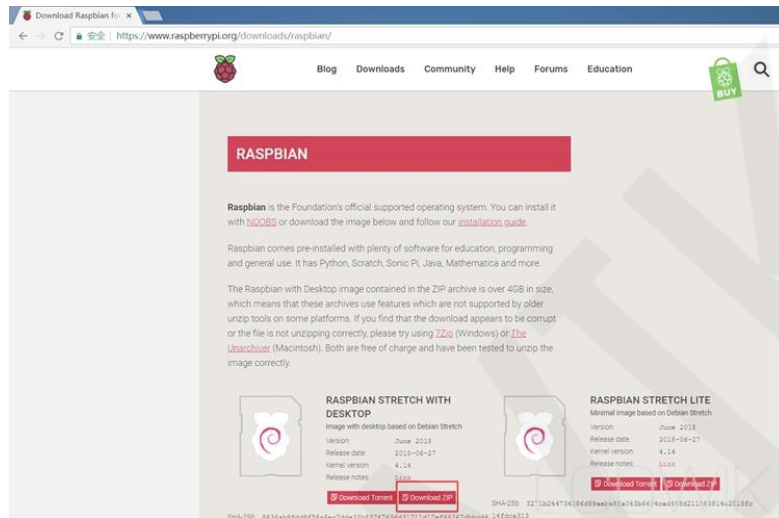 Download Raspbian fo
安全 https://www.raspberrypi.org/downloads/raspbian/
Blog Downloads Community Help Forums Education
BUY
RASPBIAN
Raspbian is the Foundation's official supported operating system. You can install it
with NOOBS or download the image below and follow our installation guide.
Raspbian comes pre-installed with plenty of software for education, programming
and general use. It has Python, Scratch, Sonic Pi, Java, Mathematica and more.
The Raspbian with Desktop image contained in the ZIP archive is over 4GB in size,
which means that these archives use features which are not supported by older
unzip tools on some platforms. If you find that the download appears to be corrupt
or the file is not unzipping correctly, please try using 7Zip (Windows) or The
Unarchiver (Macintosh). Both are free of charge and have been tested to unzip the
image correctly.
RASPBIAN STRETCH WITH
DESKTOP
Image with desktop based on Debian Stretch
Version: June 2018
Release date: 2018-06-27
Kernel version: 4.14
Release notes: Link
Download Torrent Download ZIP
RASPBIAN STRETCH LITE
Minimal image based on Debian Stretch
Version: June 2018
Release date: 2018-06-27
Kernel version: 4.14
Release notes: Link
Download Torrent Download ZIP
SHA-256: